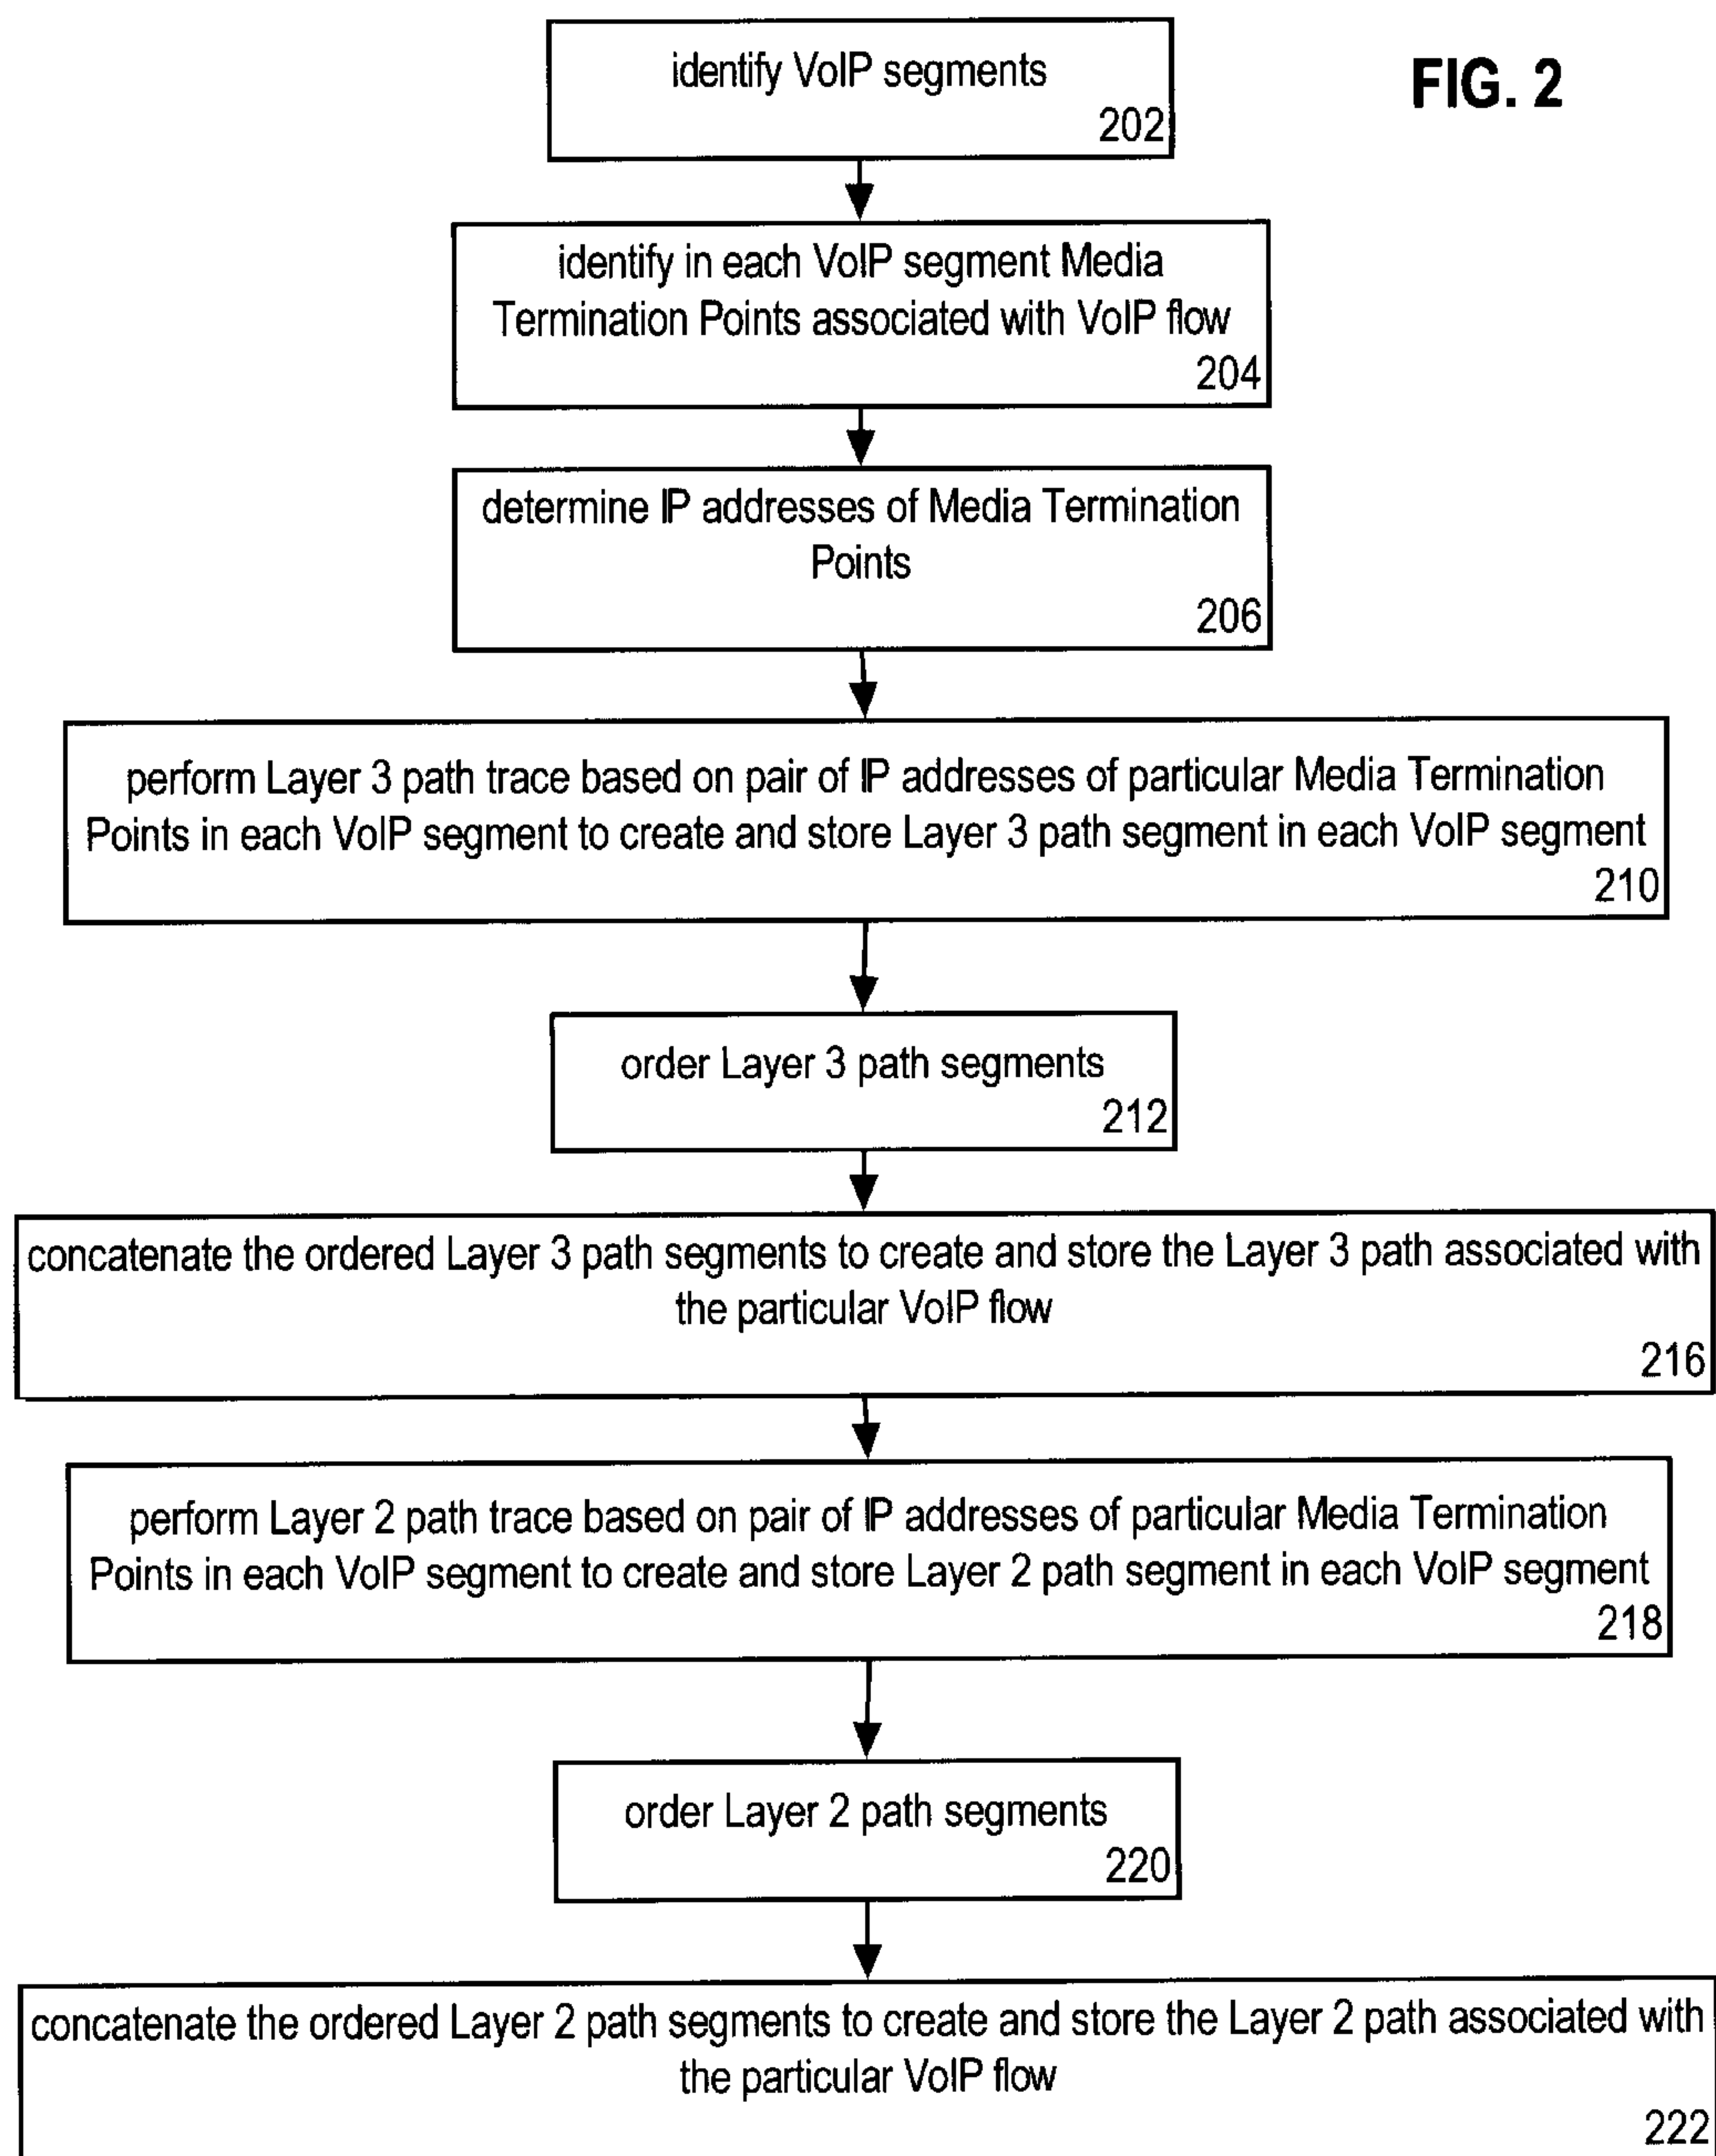 FIG. 2
identify VoIP segments
202
identify in each VoIP segment Media
Termination Points associated with VoIP flow
204
determine IP addresses of Media Termination
Points
206
perform Layer 3 path trace based on pair of IP addresses of particular Media Termination
Points in each VoIP segment to create and store Layer 3 path segment in each VoIP segment
210
order Layer 3 path segments
212
concatenate the ordered Layer 3 path segments to create and store the Layer 3 path associated with
the particular VoIP flow
216
perform Layer 2 path trace based on pair of IP addresses of particular Media Termination
Points in each VoIP segment to create and store Layer 2 path segment in each VoIP segment
218
order Layer 2 path segments
220
concatenate the ordered Layer 2 path segments to create and store the Layer 2 path associated with
the particular VoIP flow
222